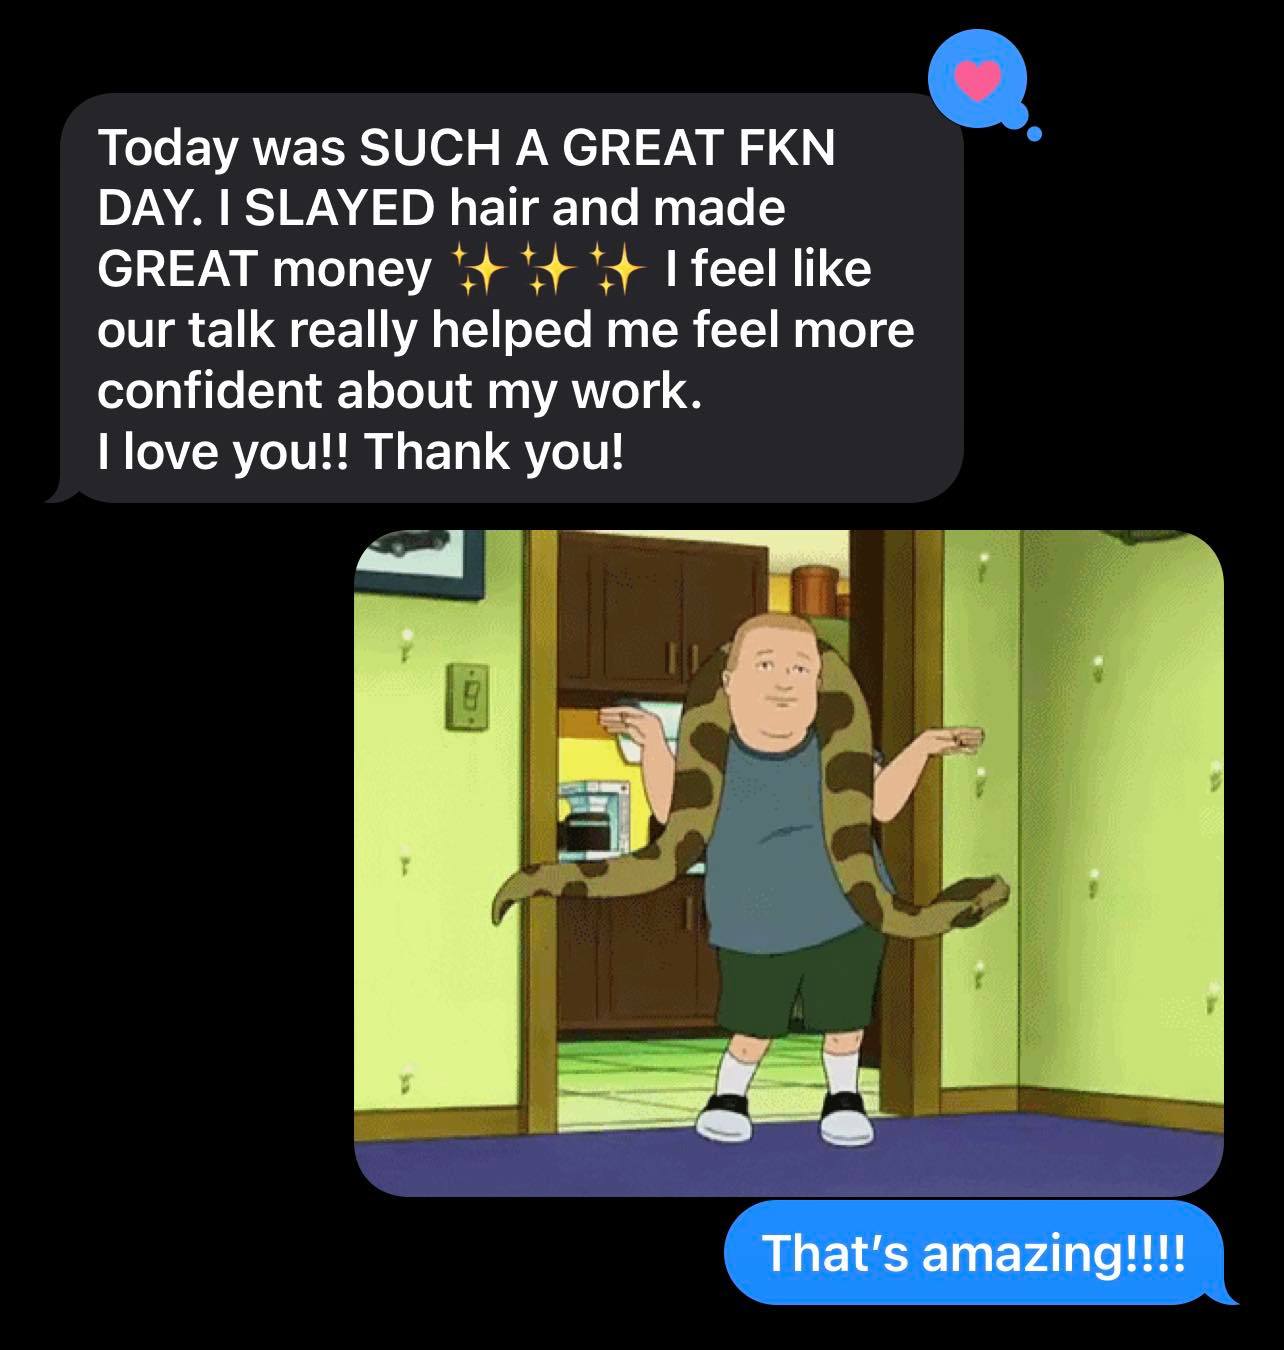 Today was SUCH A GREAT FKN
DAY. I SLAYED hair and made
GREAT money ✨✨✨ I feel like
our talk really helped me feel more
confident about my work.
I love you!! Thank you!
That’s amazing!!!!